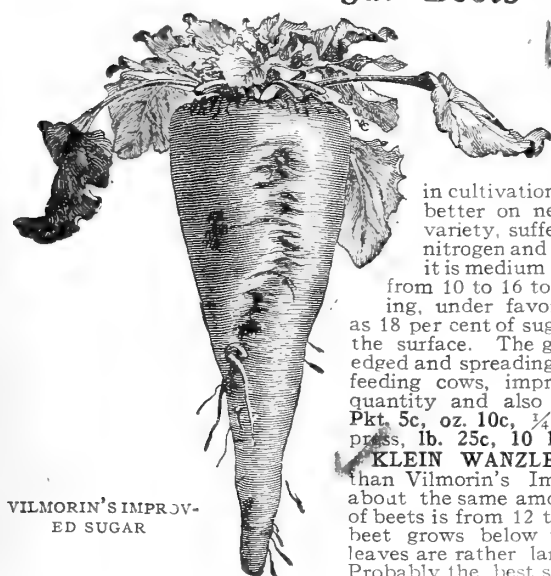 Beets
VILMORIN'S IMPROV-
ED SUGAR
in cultivation
better on ne
variety, suffe
nitrogen and
it is medium
from 10 to 16 to
ing, under favo
as 18 per cent of sug
the surface. The g
edged and spreading
feeding cows, impr
quantity and also
Pkt. 5c, oz. 10c, ¼
press, lb. 25c, 10 l
KLEIN WANZLE
than Vilmorin's Im
about the same amo
of beets is from 12 t
beet grows below
leaves are rather lar
Probably the best s